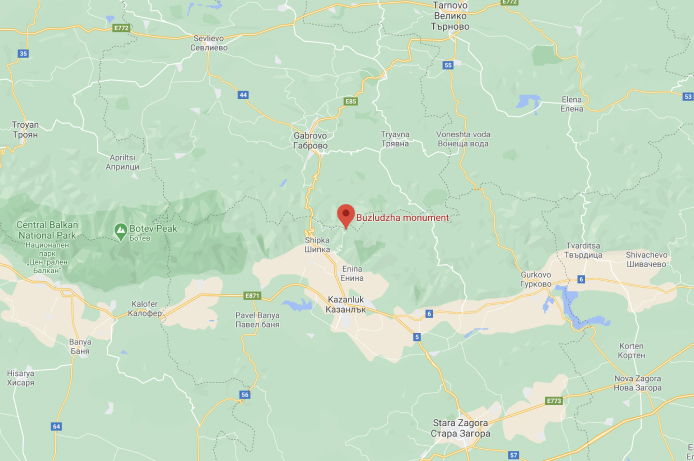 E772
E772
Tarnovo
Велико
Търново
Sevlievo
Севлиево
35
55
44
E85
53
Elena
Елена
Troyan
Троян
Gabrovo
Габрово
Tryavna
Трявна
Voneshta voda
Вонеща вода
Apriltsi
Априлци
Buzludzha monument
Central Balkan
National Park
Национален
парк
"Централен
Балкан"
Botev Peak
Ботев
Shipka
Шипка
Tvarditsa
Твърдица
Shivachevo
Шивачево
Enina
Енина
Gurkovo
Гурково
6
E871
Kazanluk
Казанлък
Kalofer
Калофер
Pavel Banya
Павел баня
6
5
Banya
Баня
Korten
Кортен
Hisarya
Хисаря
Nova Zagora
Нова Загора
56
E773
64
Stara Zagora
Стара Загора
57